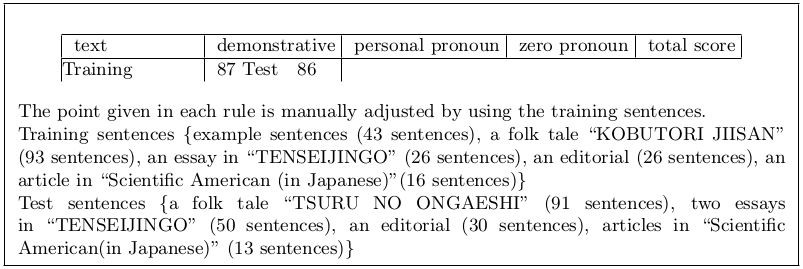 text demonstrative personal pronoun zero pronoun total score
Training 87 Test 86
The point given in each rule is manually adjusted by using the training sentences.
Training sentences {example sentences (43 sentences), a folk tale “KOBUTORI JIISAN”
(93 sentences), an essay in “TENSEIJINGO” (26 sentences), an editorial (26 sentences), an
article in “Scientific American (in Japanese)”(16 sentences)}
Test sentences {a folk tale “TSURU NO ONGAESHI” (91 sentences), two essays
in “TENSEIJINGO” (50 sentences), an editorial (30 sentences), articles in “Scientific
American(in Japanese)” (13 sentences)}